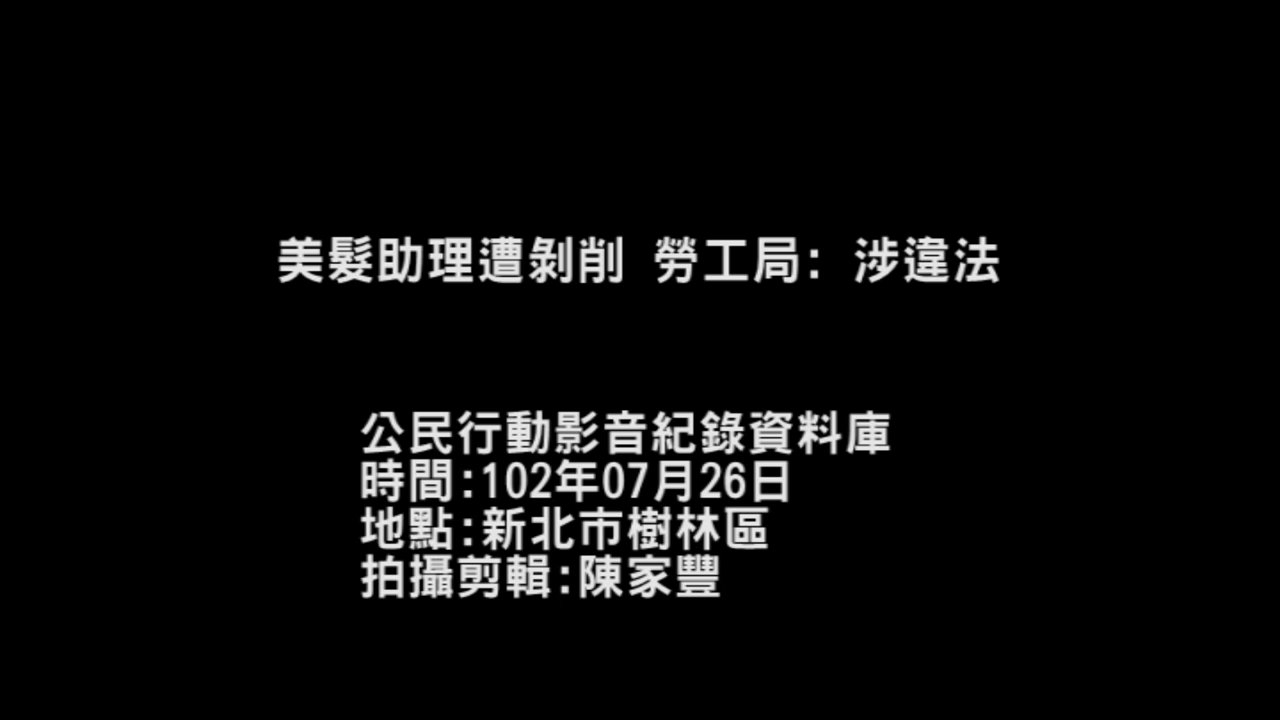 美髮助理遭剝削 勞工局: 涉違法
公民行動影音紀錄資料庫
時間:102年07月26日
地點:新北市樹林區
拍攝剪輯:陳家豐